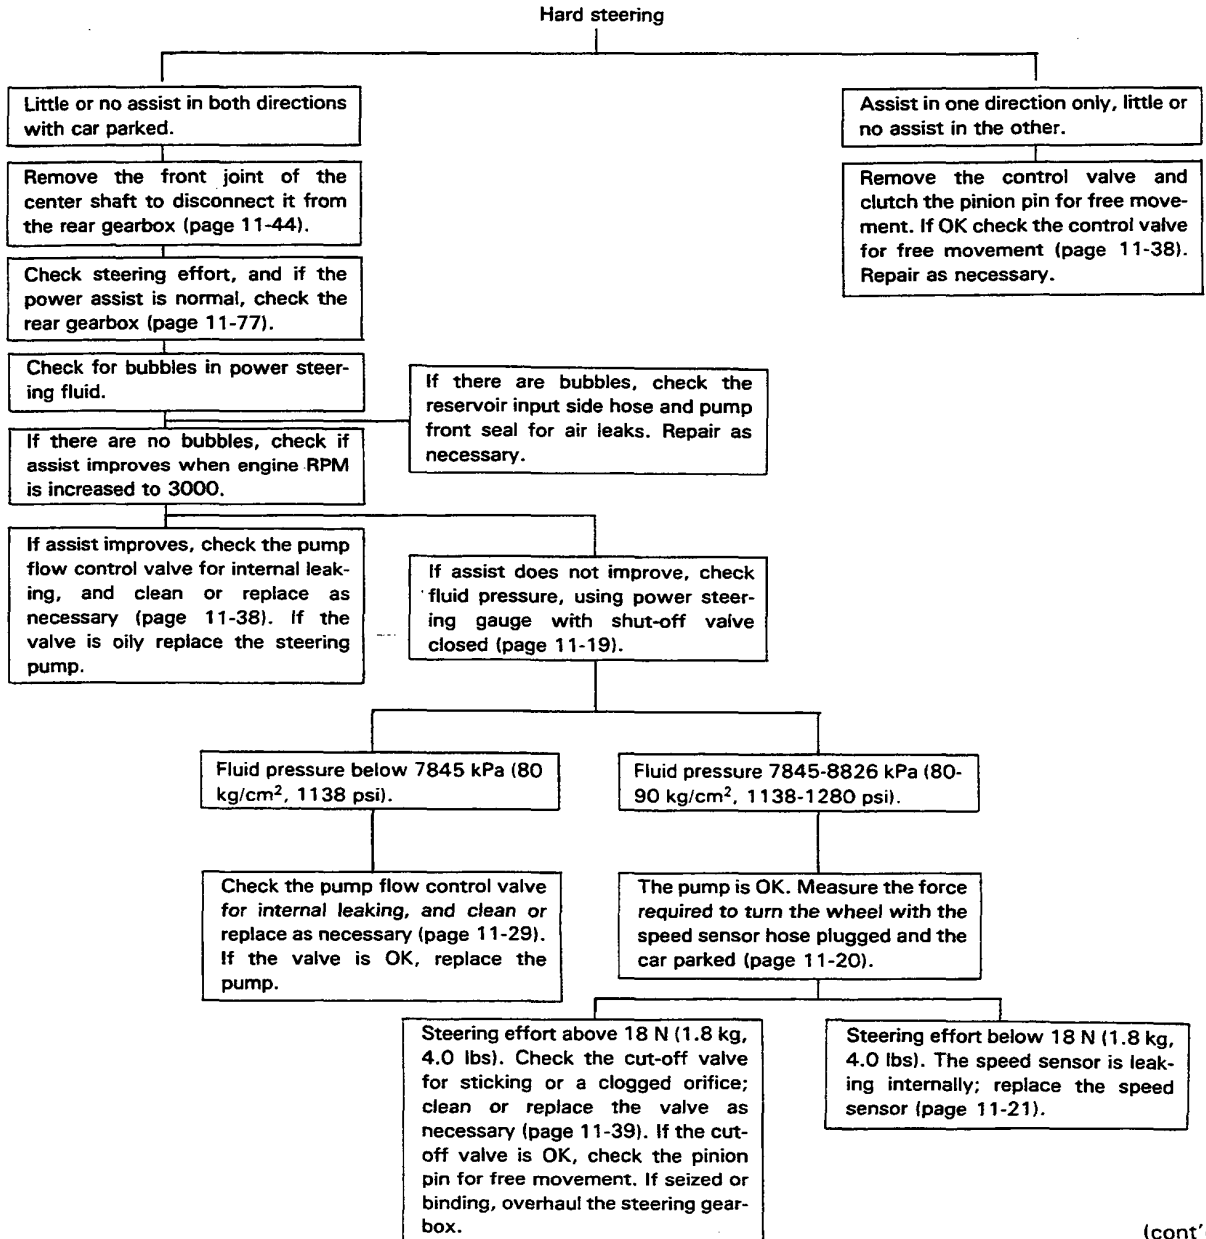 Hard steering
Little or no assist in both directions
with car parked.
Assist in one direction only, little or
no assist in the other.
Remove the front joint of the
center shaft to disconnect it from
the rear gearbox (page 11-44).
Remove the control valve and
clutch the pinion pin for free move-
ment. If OK check the control valve
for free movement (page 11-38).
Repair as necessary.
Check steering effort, and if the
power assist is normal, check the
rear gearbox (page 11-77).
Check for bubbles in power steer-
ing fluid.
If there are bubbles, check the
reservoir input side hose and pump
front seal for air leaks. Repair as
necessary.
If there are no bubbles, check if
assist improves when engine RPM
is increased to 3000.
If assist improves, check the pump
flow control valve for internal leak-
ing, and clean or replace as
necessary (page 11-38). If the
valve is oily replace the steering
pump.
If assist does not improve, check
fluid pressure, using power steer-
ing gauge with shut-off valve
closed (page 11-19).
Fluid pressure below 7845 kPa (80
kg/cm², 1138 psi).
Fluid pressure 7845-8826 kPa (80-
90 kg/cm², 1138-1280 psi).
Check the pump flow control valve
for internal leaking, and clean or
replace as necessary (page 11-29).
If the valve is OK, replace the
pump.
The pump is OK. Measure the force
required to turn the wheel with the
speed sensor hose plugged and the
car parked (page 11-20).
Steering effort above 18 N (1.8 kg,
4.0 lbs). Check the cut-off valve
for sticking or a clogged orifice;
clean or replace the valve as
necessary (page 11-39). If the cut-
off valve is OK, check the pinion
pin for free movement. If seized or
binding, overhaul the steering gear-
box.
Steering effort below 18 N (1.8 kg,
4.0 lbs). The speed sensor is leak-
ing internally; replace the speed
sensor (page 11-21).
(cont'